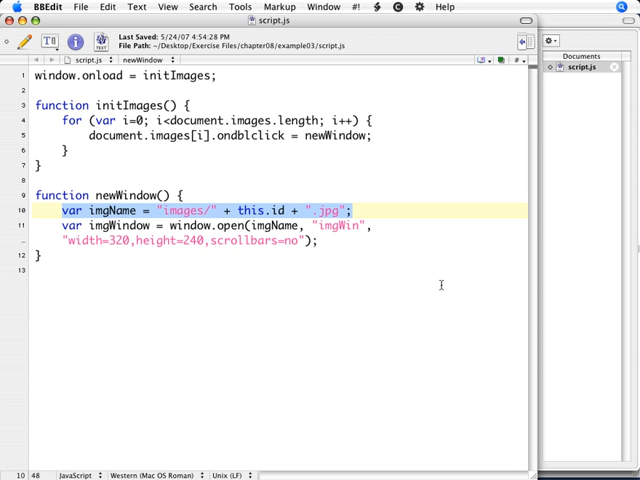 BBEdit File Edit Text View Search Tools Markup Window #! Help
script.js
Last Saved: 5/24/07 4:54:28 PM
File Path: ~/Desktop/Exercise Files/chapter08/example03/script.js
script.js newWindow
Documents
script.js
1 window.onload = initImages;
2
3 function initImages() {
4 for (var i=0; i<document.images.length; i++) {
5 document.images[i].ondblclick = newWindow;
6 }
7 }
8
9 function newWindow() {
10 var imgName = "images/" + this.id + ".jpg";
11 var imgWindow = window.open(imgName, "imgWin",
"width=320,height=240,scrollbars=no");
12 }
13
10 48 JavaScript Western (Mac OS Roman) Unix (LF)